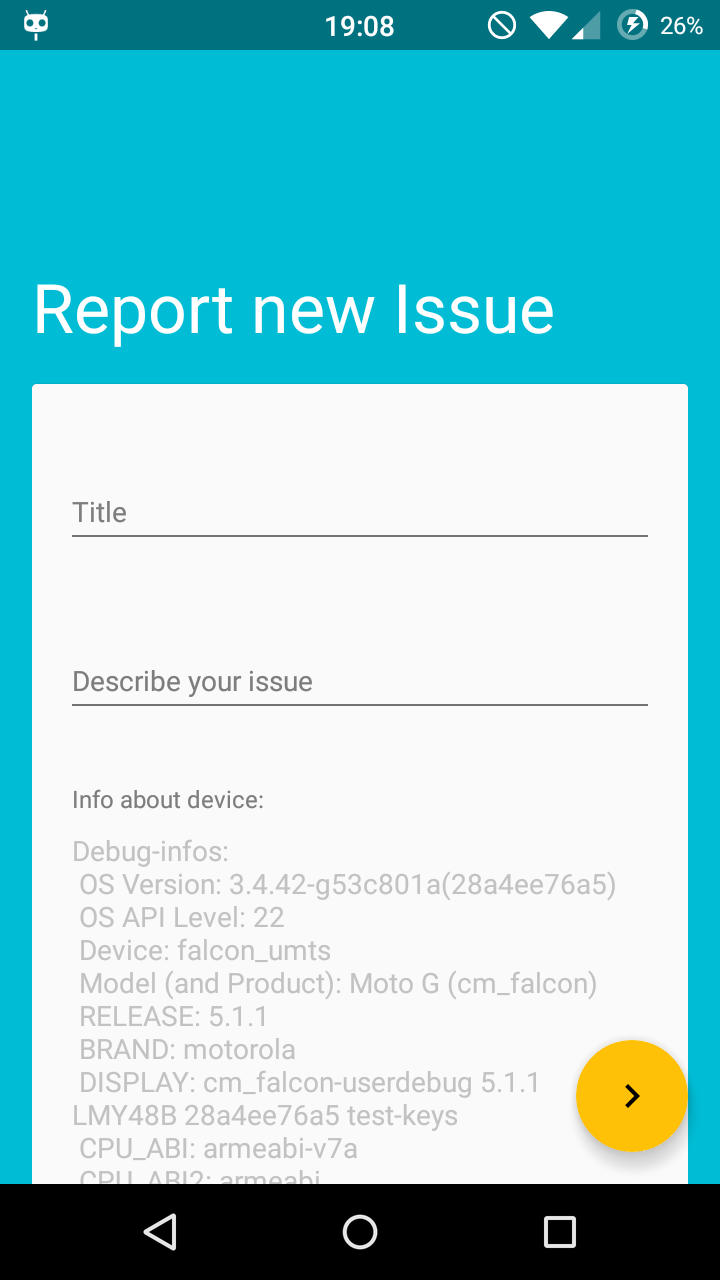 19:08
26%
Report new Issue
Title
Describe your issue
Info about device:
Debug-infos:
OS Version: 3.4.42-g53c801a(28a4ee76a5)
OS API Level: 22
Device: falcon_umts
Model (and Product): Moto G (cm_falcon)
RELEASE: 5.1.1
BRAND: motorola
DISPLAY: cm_falcon-userdebug 5.1.1
LMY48B 28a4ee76a5 test-keys
CPU_ABI: armeabi-v7a
CPU_ABI2: armeabi